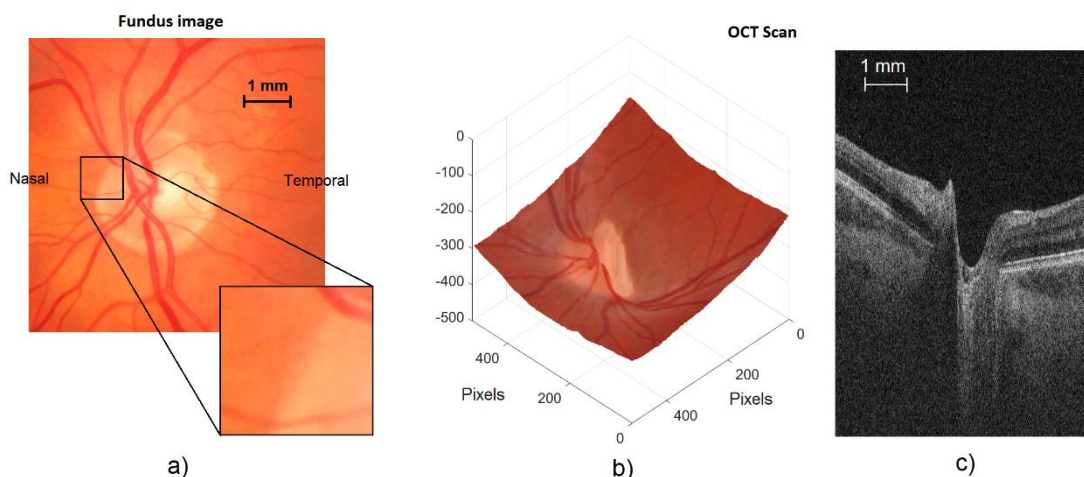 Fundus image
1 mm
Nasal
Temporal
a)
OCT Scan
0
-100
-200
-300
-400
-500
400
200
0
Pixels
400
200
0
Pixels
b)
1 mm
c)